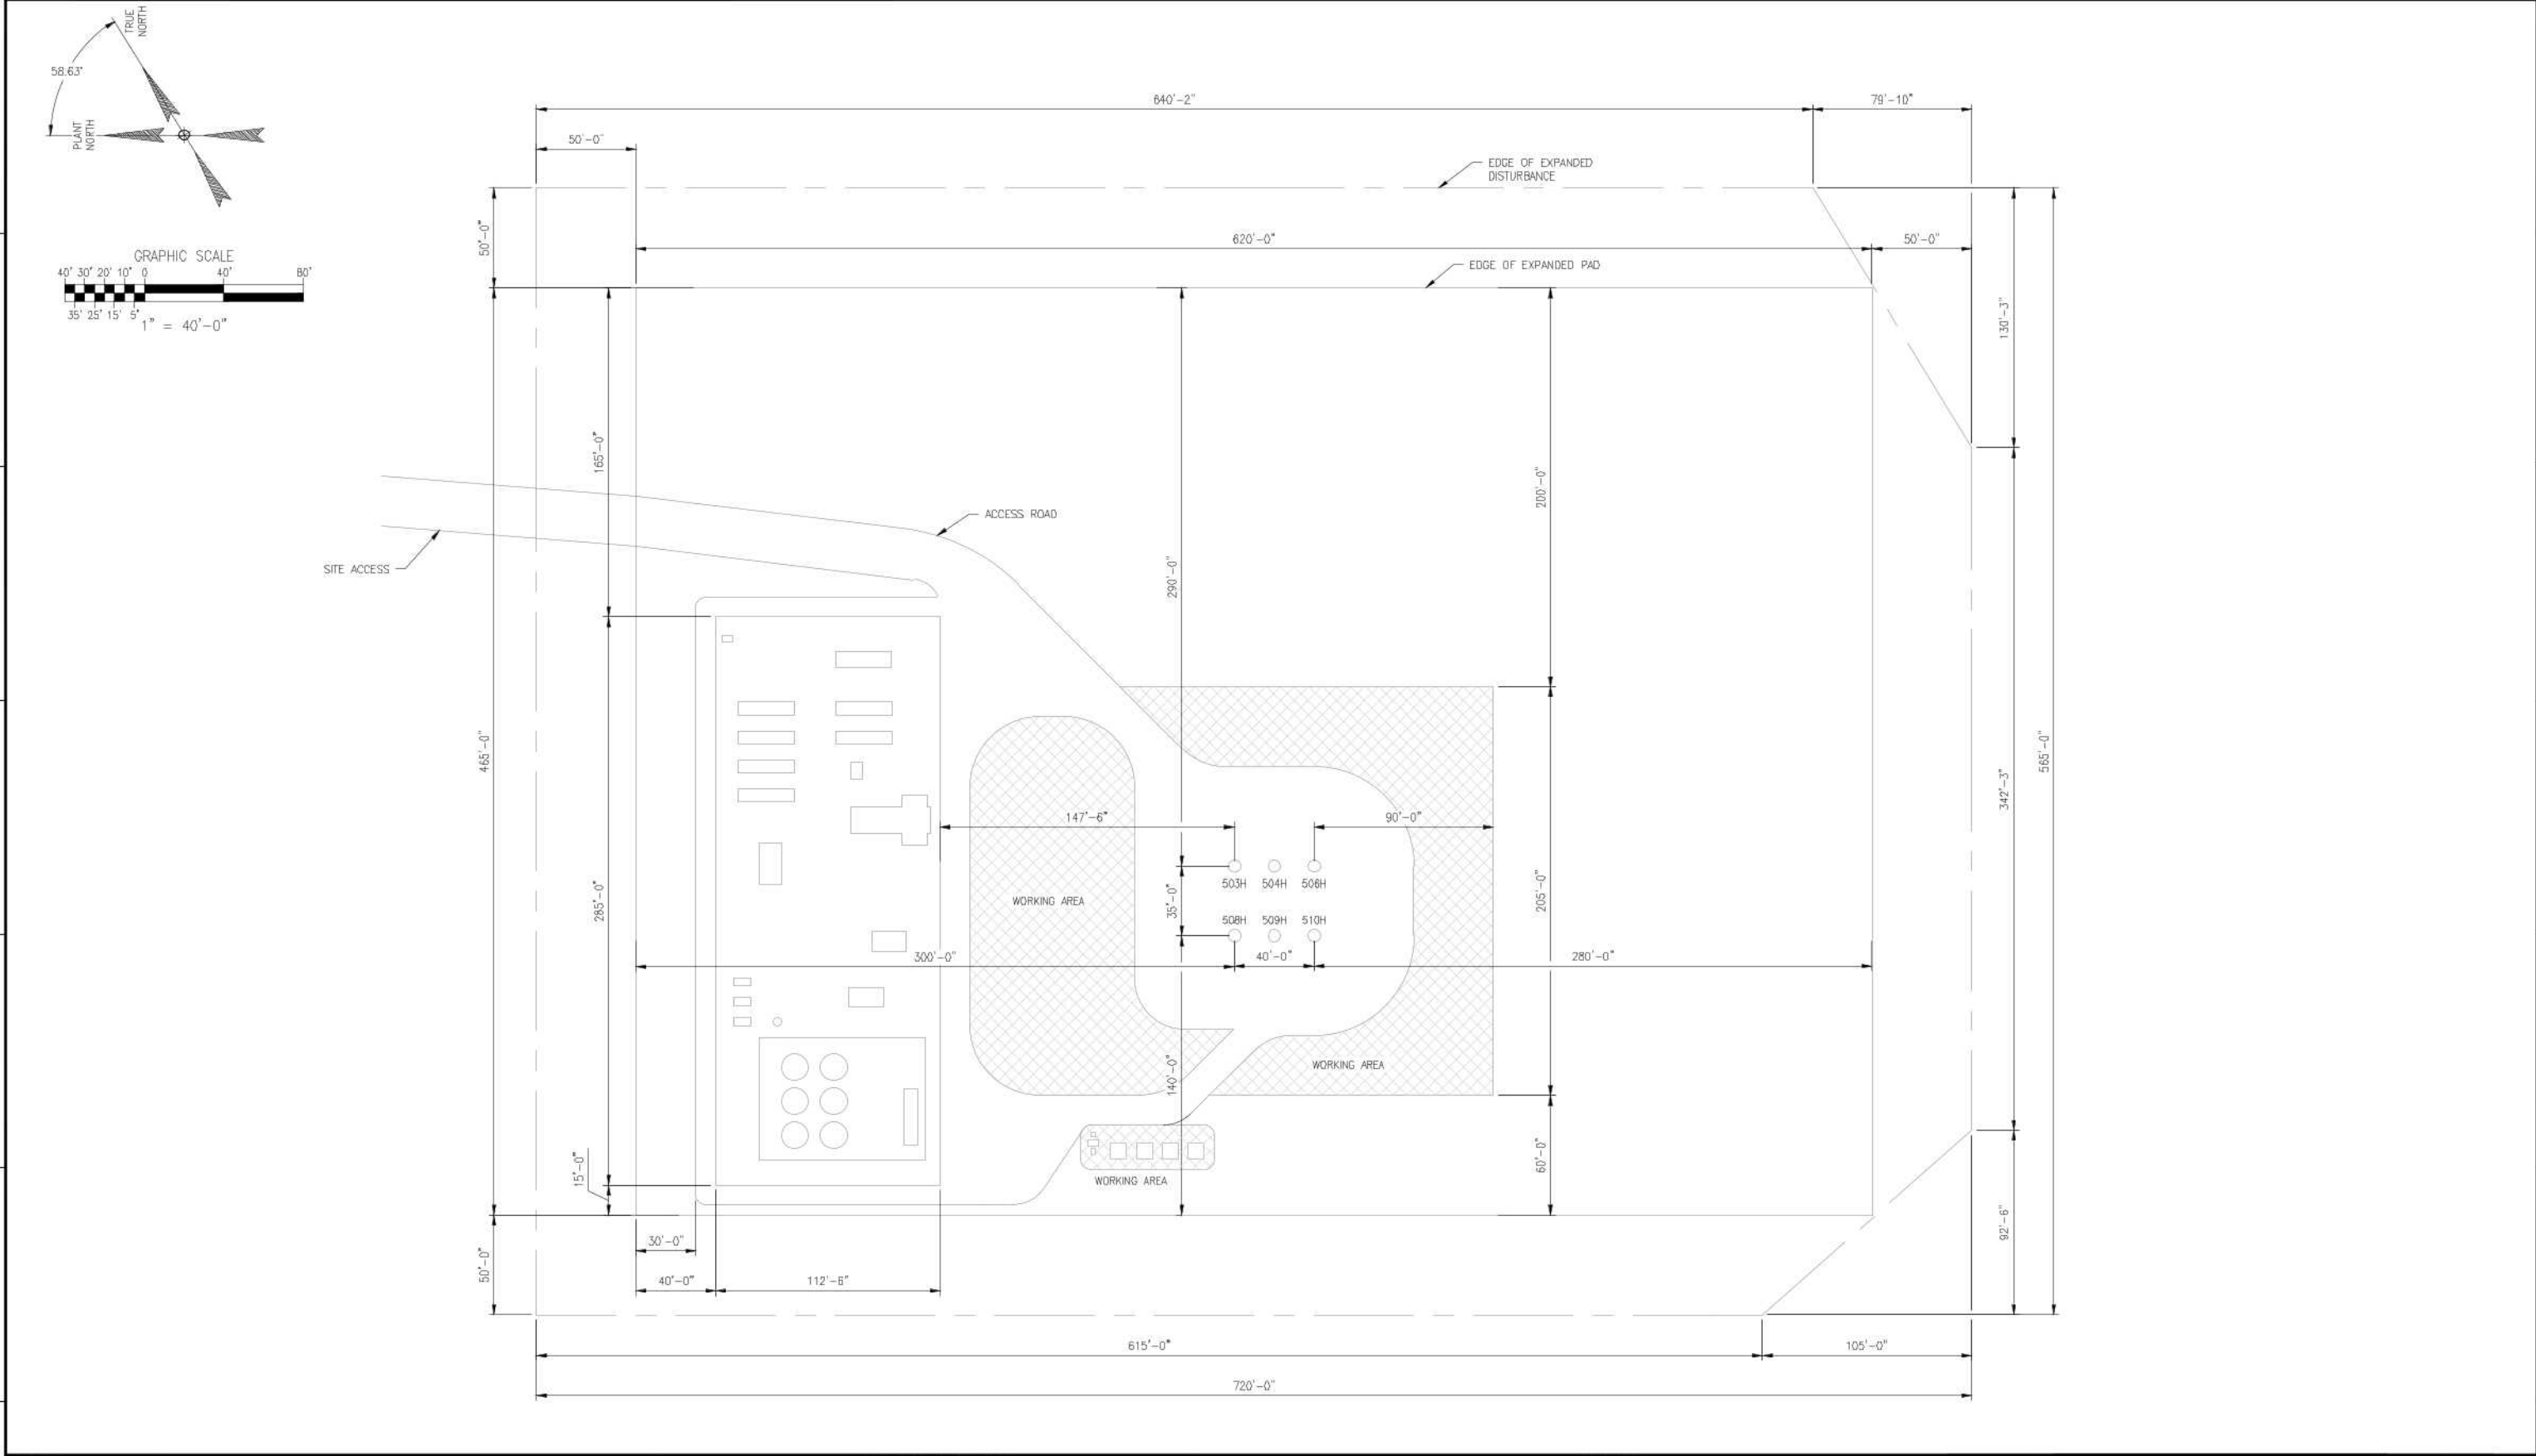 TRUE
NORTH
58.63°
PLANT
NORTH
GRAPHIC SCALE
40' 30' 20' 10' 0 40' 80'
35' 25' 15' 5'
1" = 40'-0"
640'-2"
79'-10"
50'-0"
EDGE OF EXPANDED
DISTURBANCE
50'-0"
620'-0"
50'-0"
EDGE OF EXPANDED PAD
130'-3"
165'-0"
200'-0"
ACCESS ROAD
SITE ACCESS
290'-0"
465'-0"
565'-0"
342'-3"
147'-6"
90'-0"
503H 504H 506H
285'-0"
WORKING AREA
35'-0"
205'-0"
508H 509H 510H
300'-0"
40'-0"
280'-0"
140'-0"
WORKING AREA
15'-0"
60'-0"
WORKING AREA
92'-6"
30'-0"
50'-0"
40'-0"
112'-6"
615'-0"
105'-0"
720'-0"